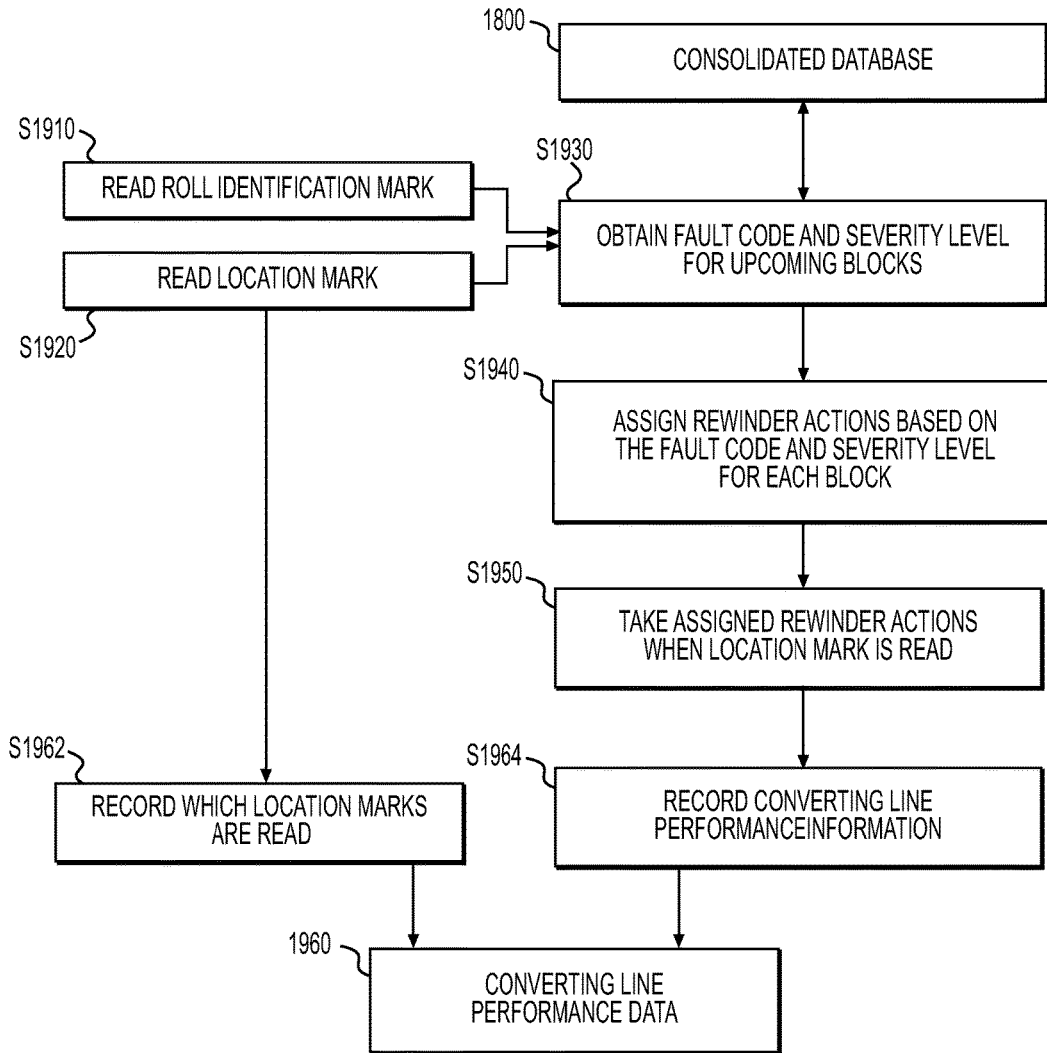 1800
CONSOLIDATED DATABASE
S1910
READ ROLL IDENTIFICATION MARK
S1930
OBTAIN FAULT CODE AND SEVERITY LEVEL
FOR UPCOMING BLOCKS
READ LOCATION MARK
S1920
S1940
ASSIGN REWINDER ACTIONS BASED ON
THE FAULT CODE AND SEVERITY LEVEL
FOR EACH BLOCK
S1950
TAKE ASSIGNED REWINDER ACTIONS
WHEN LOCATION MARK IS READ
S1962
RECORD WHICH LOCATION MARKS
ARE READ
S1964
RECORD CONVERTING LINE
PERFORMANCEINFORMATION
1960
CONVERTING LINE
PERFORMANCE DATA